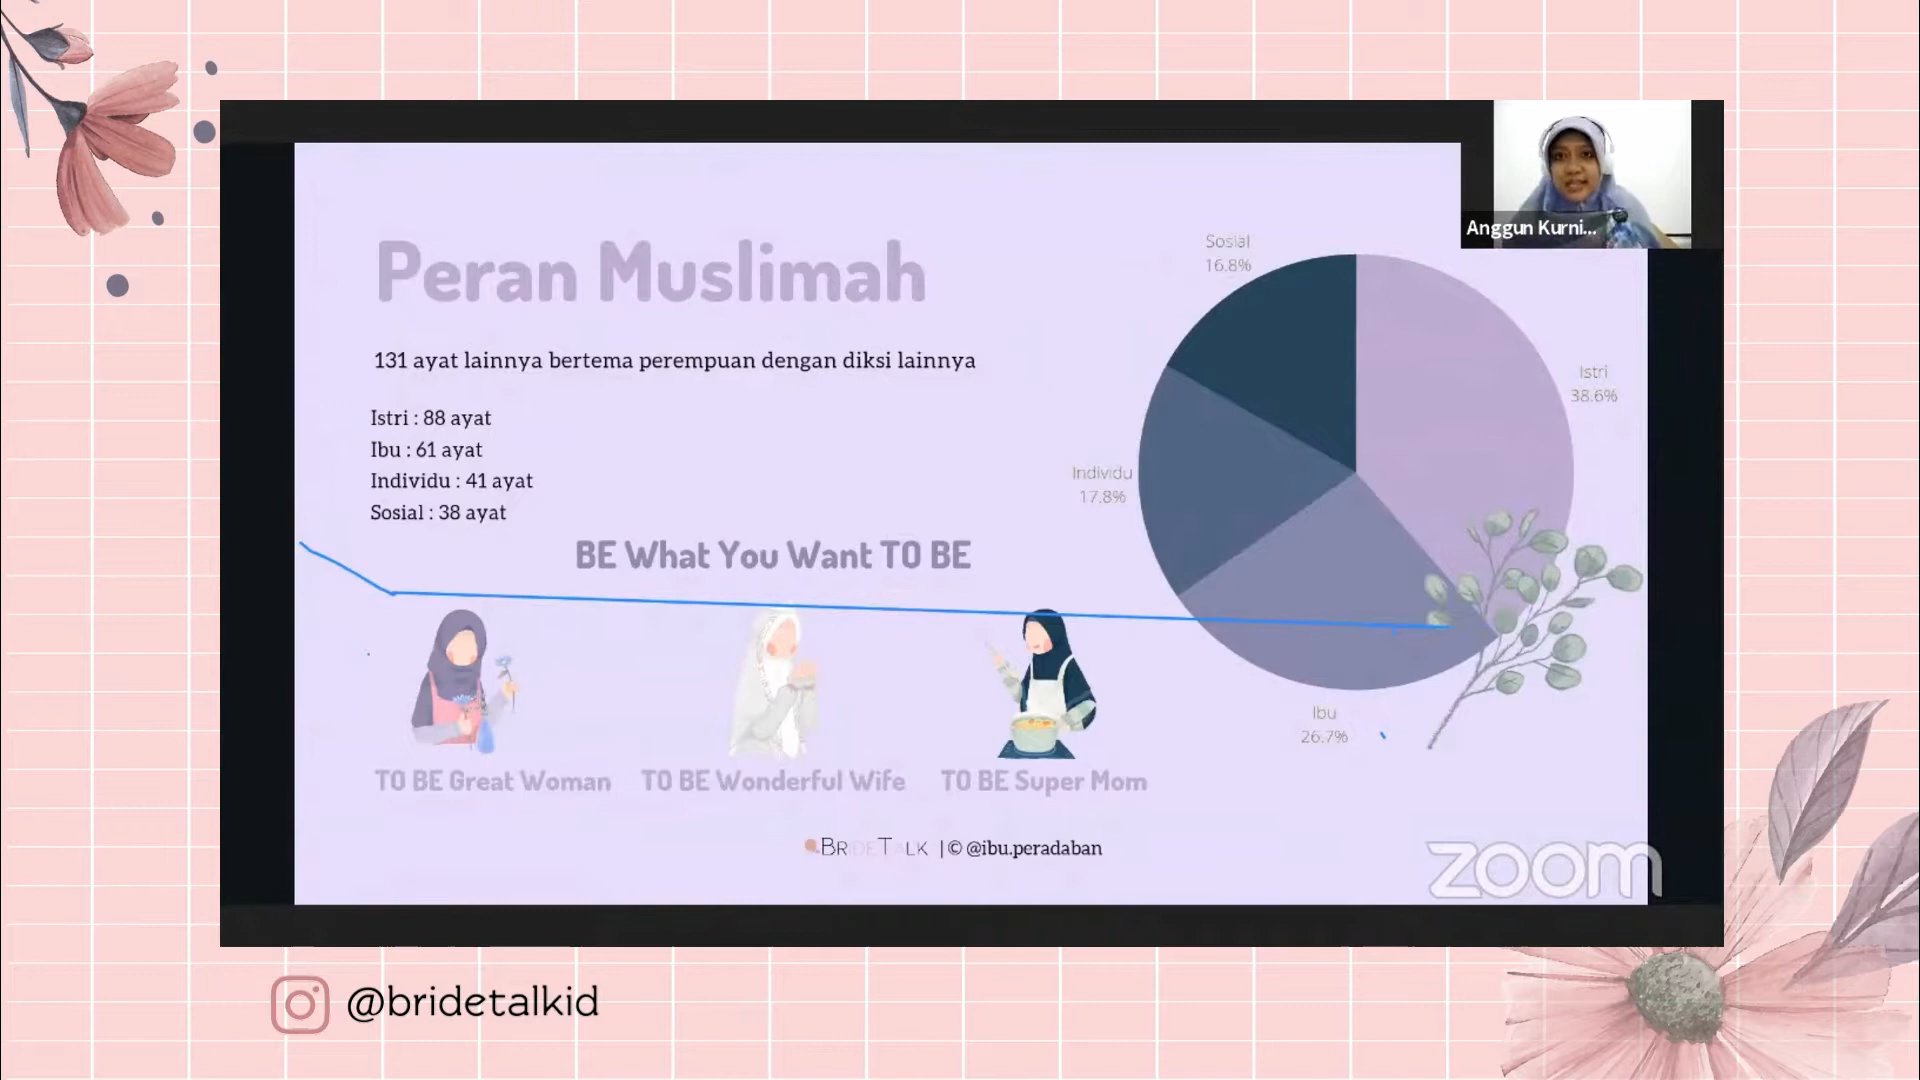 Anggun Kurni...
Peran Muslimah
131 ayat lainnya bertema perempuan dengan diksi lainnya
Istri : 88 ayat
Ibu : 61 ayat
Individu : 41 ayat
Sosial : 38 ayat
BE What You Want TO BE
Sosial
16.8%
Istri
38.6%
Individu
17.8%
Ibu
26.7%
TO BE Great Woman
TO BE Wonderful Wife
TO BE Super Mom
BRIDETALK | © @ibu.peradaban
zoom
@bridetalkid